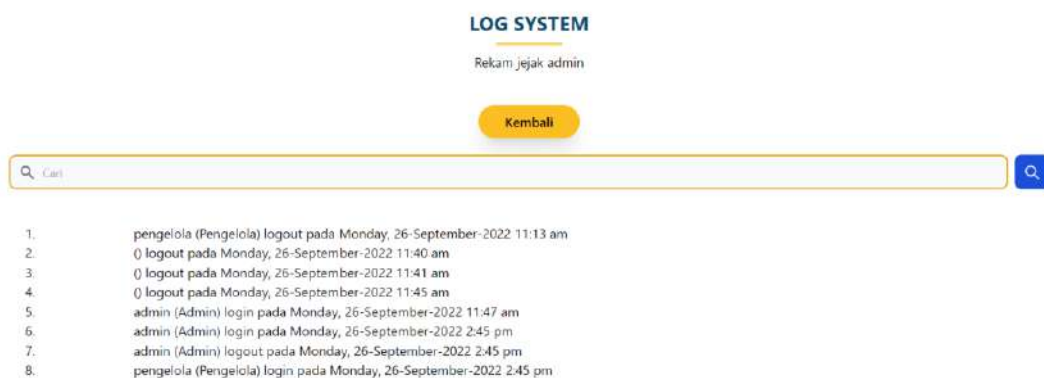 LOG SYSTEM
Rekam jejak admin
Kembali
Cari
1. pengelola (Pengelola) logout pada Monday, 26-September-2022 11:13 am
2. () logout pada Monday, 26-September-2022 11:40 am
3. () logout pada Monday, 26-September-2022 11:41 am
4. () logout pada Monday, 26-September-2022 11:45 am
5. admin (Admin) login pada Monday, 26-September-2022 11:47 am
6. admin (Admin) login pada Monday, 26-September-2022 2:45 pm
7. admin (Admin) logout pada Monday, 26-September-2022 2:45 pm
8. pengelola (Pengelola) login pada Monday, 26-September-2022 2:45 pm